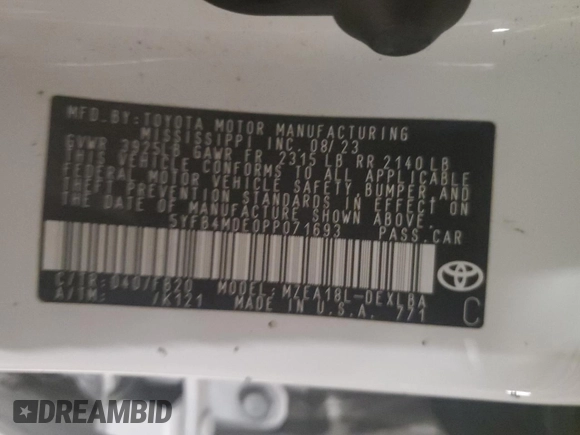 MFD. BY: TOYOTA MOTOR MANUFACTURING
MISSISSIPPI INC. 08/23
GVWR 3925LB GAWR FR 2315 LB RR 2140 LB
THIS VEHICLE CONFORMS TO ALL APPLICABLE
FEDERAL MOTOR VEHICLE SAFETY BUMPER, AND
THEFT PREVENTION STANDARDS IN EFFECT ON
THE DATE OF MANUFACTURE SHOWN ABOVE.
5YFB4MDE0PP071693 PASS.CAR
C/TR: 040/FB20 MODEL: MZEA18L-DEXLBA
A/TM: /K121 MADE IN U.S.A. 771
C
DREAMBID